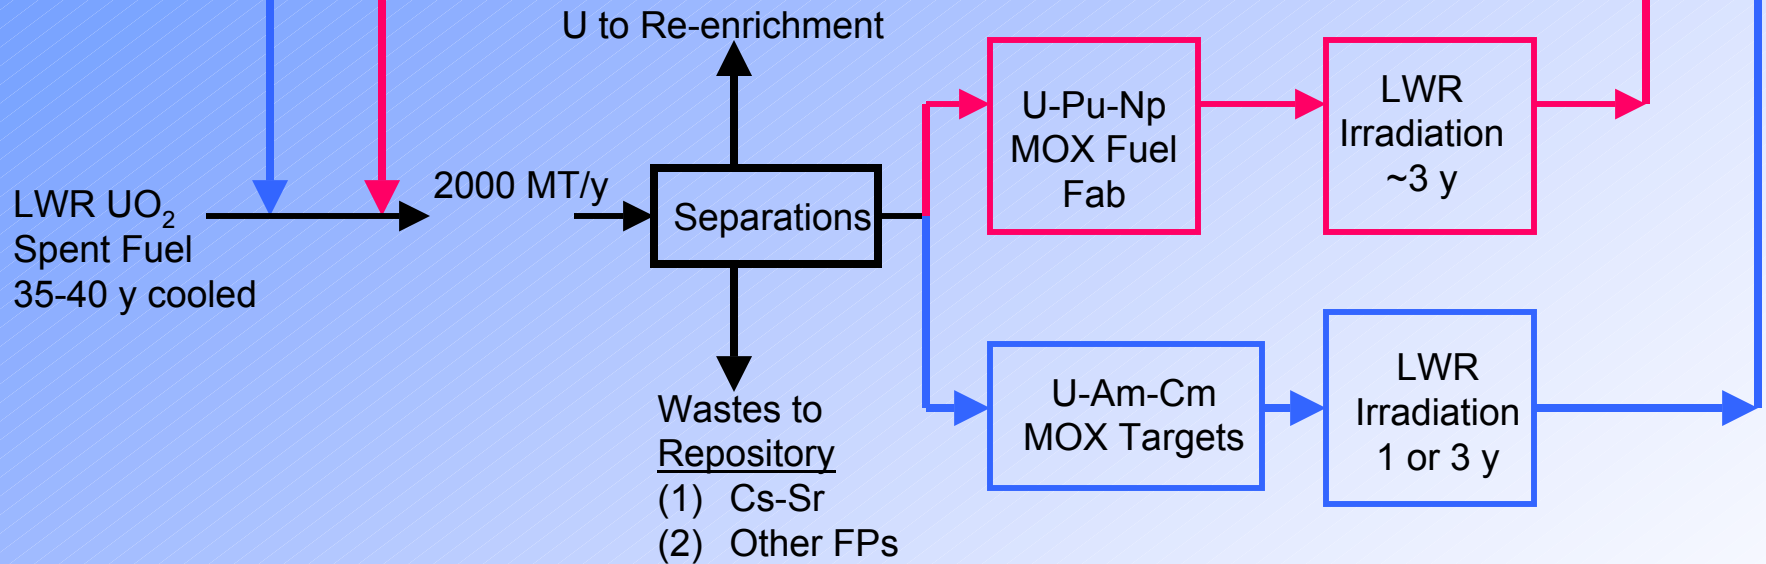 U to Re-enrichment
LWR UO₂
Spent Fuel
35-40 y cooled
2000 MT/y
Separations
U-Pu-Np
MOX Fuel
Fab
LWR
Irradiation
~3 y
U-Am-Cm
MOX Targets
LWR
Irradiation
1 or 3 y
Wastes to
Repository
(1) Cs-Sr
(2) Other FPs